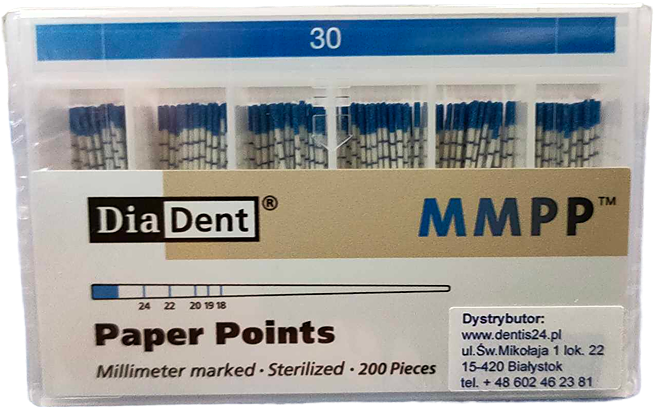 30
DiaDent®
MMPP™
24 22 20 19 18
Paper Points
Millimeter marked · Sterilized · 200 Pieces
Dystrybutor:
www.dentis24.pl
ul.Św.Mikołaja 1 lok. 22
15-420 Białystok
tel. + 48 602 46 23 81